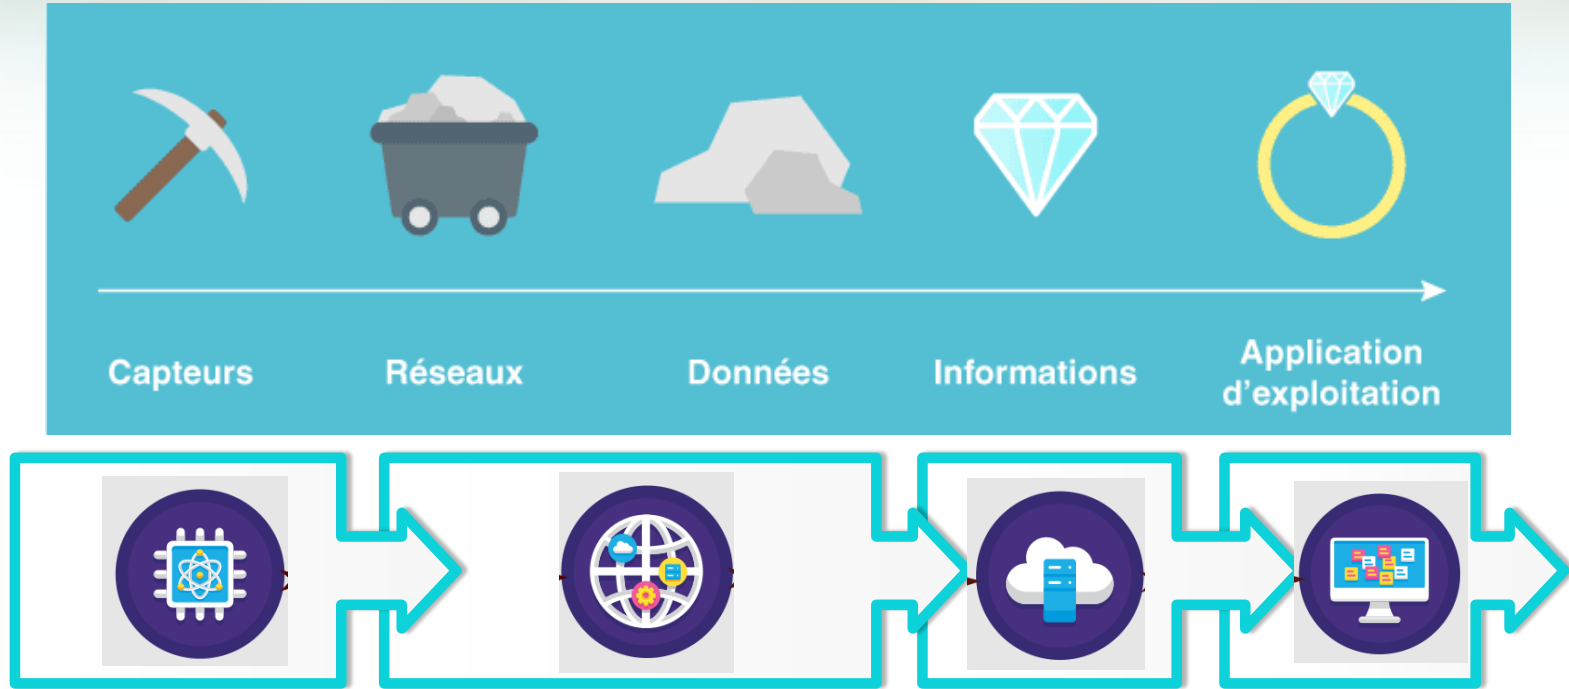 Capteurs
Réseaux
Données
Informations
Application
d'exploitation